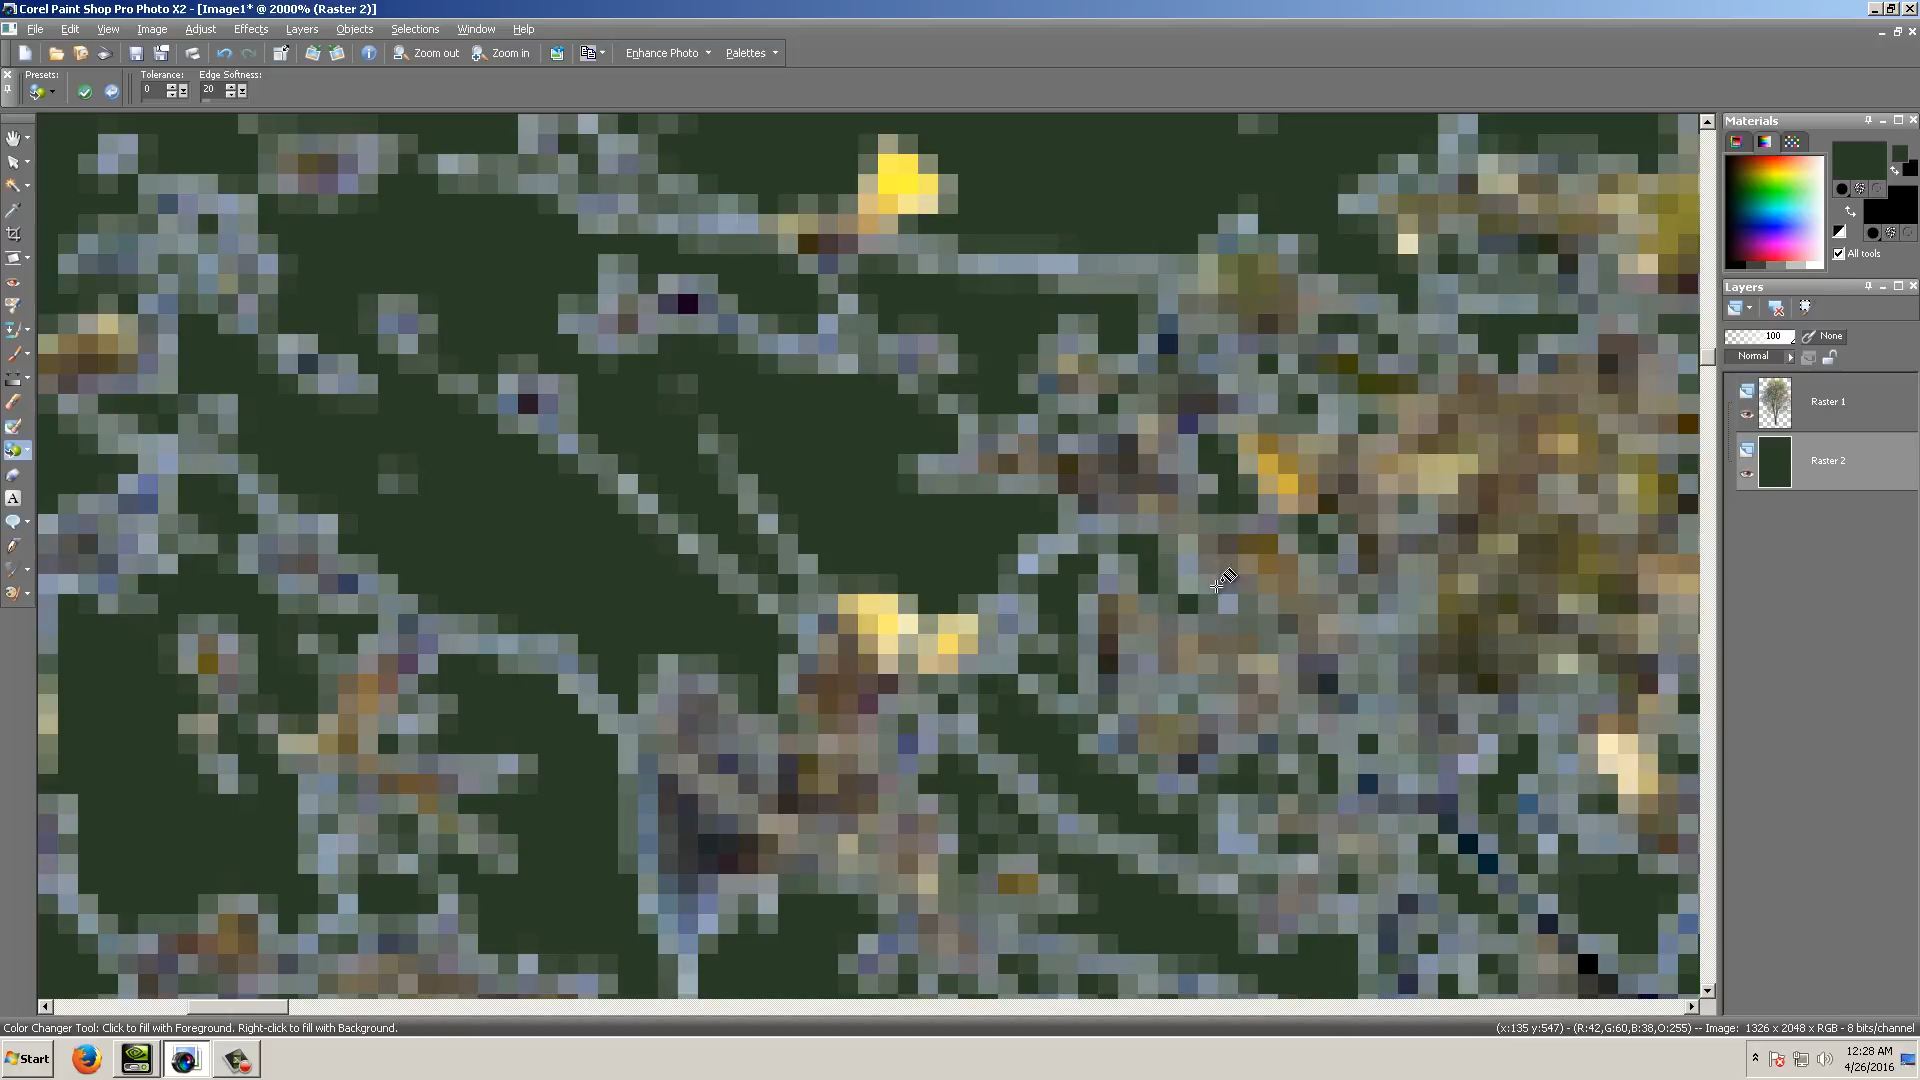 Corel Paint Shop Pro Photo X2 - [Image1* @ 2000% (Raster 2)]
File Edit View Image Adjust Effects Layers Objects Selections Window Help
Zoom out Zoom in Enhance Photo Palettes
Presets: Tolerance: Edge Softness:
0 20
Materials
All tools
Layers
100 None
Normal
Raster 1
Raster 2
A
Color Changer Tool: Click to fill with Foreground. Right-click to fill with Background.
(x:135 y:547) - (R:42,G:60,B:38,O:255) -- Image: 1326 x 2048 x RGB - 8 bits/channel
Start
12:28 AM
4/26/2016